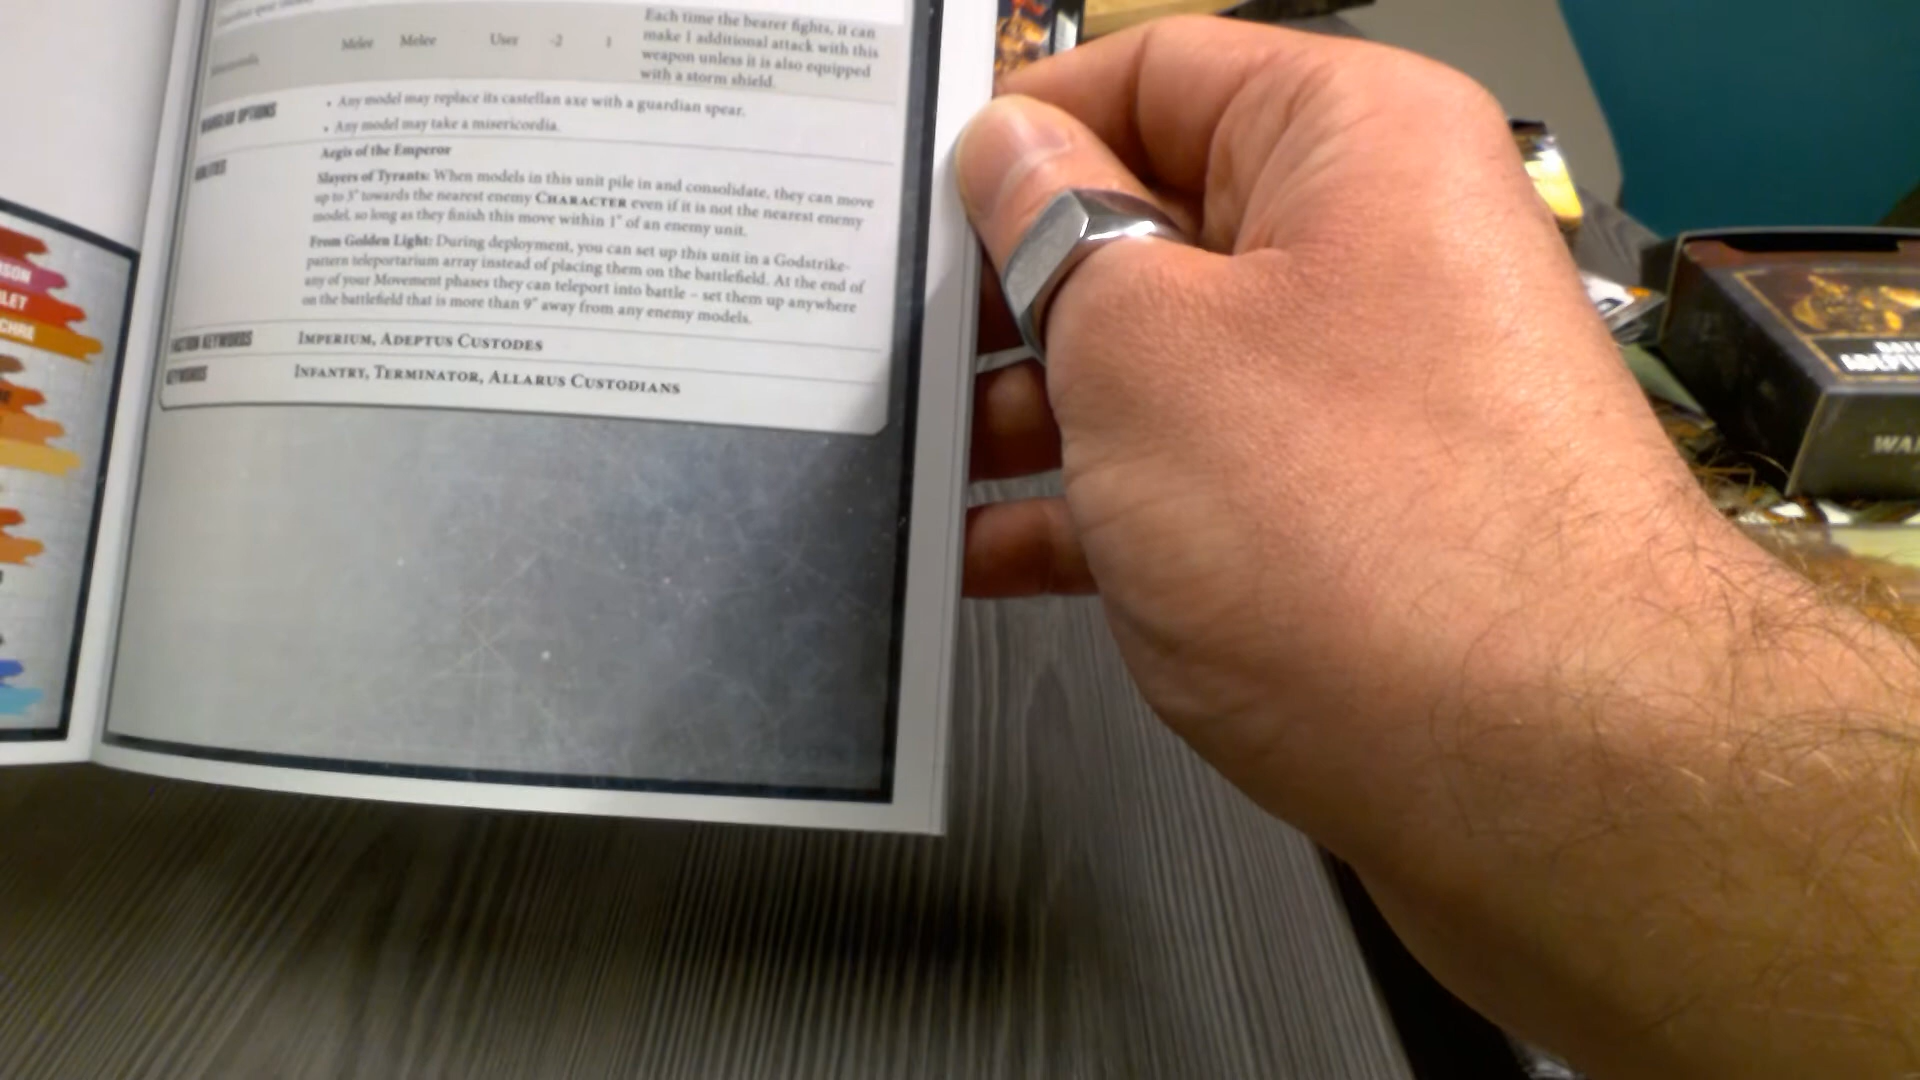 Each time the bearer fights, it can
make 1 additional attack with this
weapon unless it is also equipped
with a storm shield.
Melee Melee User -2 1
WARGEAR OPTIONS
• Any model may replace its castellan axe with a guardian spear.
• Any model may take a misericordia.
ABILITIES
Aegis of the Emperor
Slayers of Tyrants: When models in this unit pile in and consolidate, they can move
up to 3" towards the nearest enemy CHARACTER even if it is not the nearest enemy
model, so long as they finish this move within 1" of an enemy unit.
From Golden Light: During deployment, you can set up this unit in a Godstrike-
pattern teleportarium array instead of placing them on the battlefield. At the end of
any of your Movement phases they can teleport into battle – set them up anywhere
on the battlefield that is more than 9" away from any enemy models.
FACTION KEYWORDS
IMPERIUM, ADEPTUS CUSTODES
KEYWORDS
INFANTRY, TERMINATOR, ALLARUS CUSTODIANS